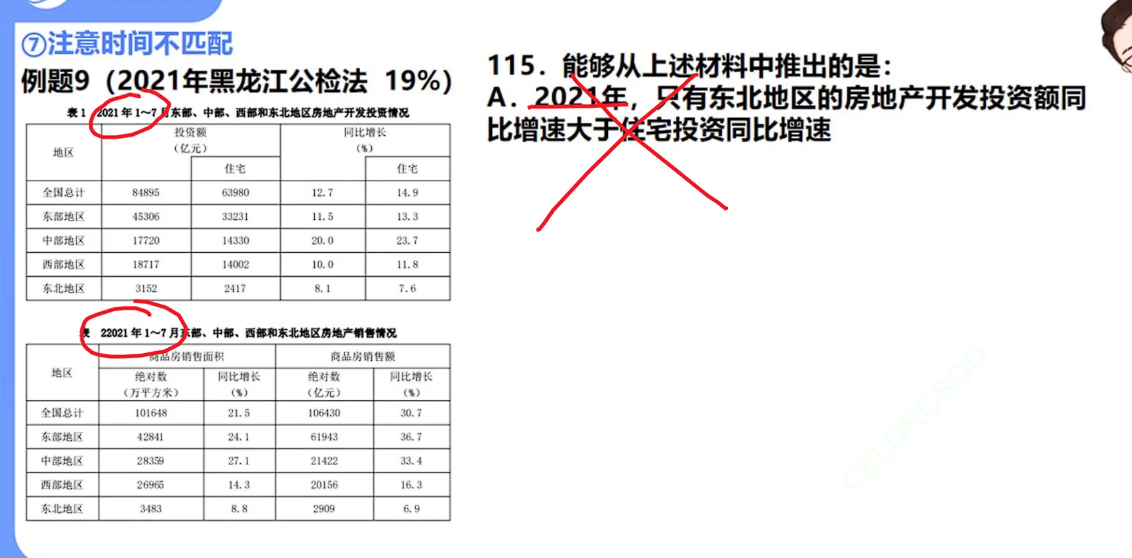 ⑦注意时间不匹配
例题9（2021年黑龙江公检法 19%）
表 1 2021 年 1～7 月东部、中部、西部和东北地区房地产开发投资情况
地区 投资额（亿元） 同比增长（%）
住宅 住宅
全国总计 84895 63980 12.7 14.9
东部地区 45306 33231 11.5 13.3
中部地区 17720 14330 20.0 23.7
西部地区 18717 14002 10.0 11.8
东北地区 3152 2417 8.1 7.6
表 22021 年 1～7 月东部、中部、西部和东北地区房地产销售情况
地区 商品房销售面积 商品房销售额
绝对数 同比增长 绝对数 同比增长
（万平方米） （%） （亿元） （%）
全国总计 101648 21.5 106430 30.7
东部地区 42841 24.1 61943 36.7
中部地区 28359 27.1 21422 33.4
西部地区 26965 14.3 20156 16.3
东北地区 3483 8.8 2909 6.9
115．能够从上述材料中推出的是：
A．2021年，只有东北地区的房地产开发投资额同
比增速大于住宅投资同比增速
CELDRCSOD